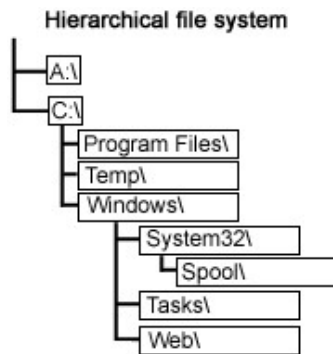 Hierarchical file system
A:\
C:\
Program Files\
Temp\
Windows\
System32\
Spool\
Tasks\
Web\